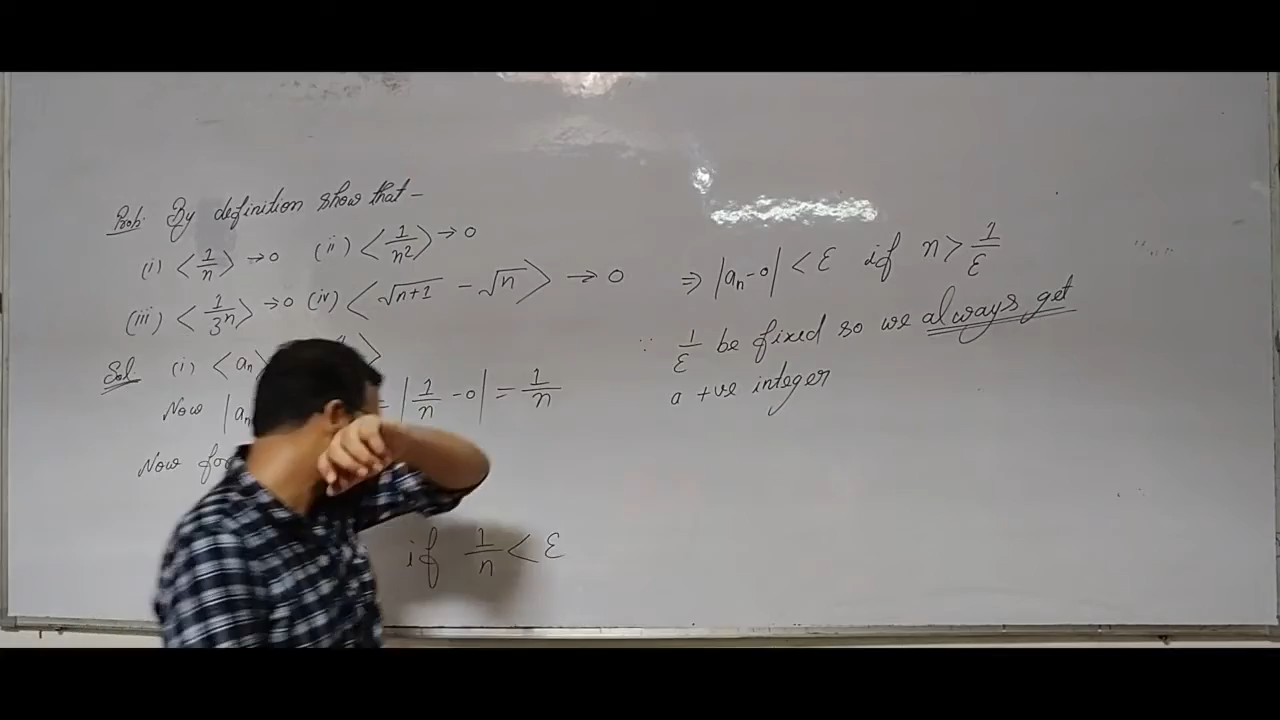 Prob: By definition show that –
(i) <1/n> → 0 (ii) <1/n²> → 0
(iii) <1/3ⁿ> → 0 (iv) <√n+1 − √n> → 0
Sol. (i) <aₙ>
Now |aₙ = |1/n − 0| = 1/n
Now for
if 1/n < ε
⇒ |aₙ − 0| < ε if n > 1/ε
∵ 1/ε be fixed so we always get
a +ve integer